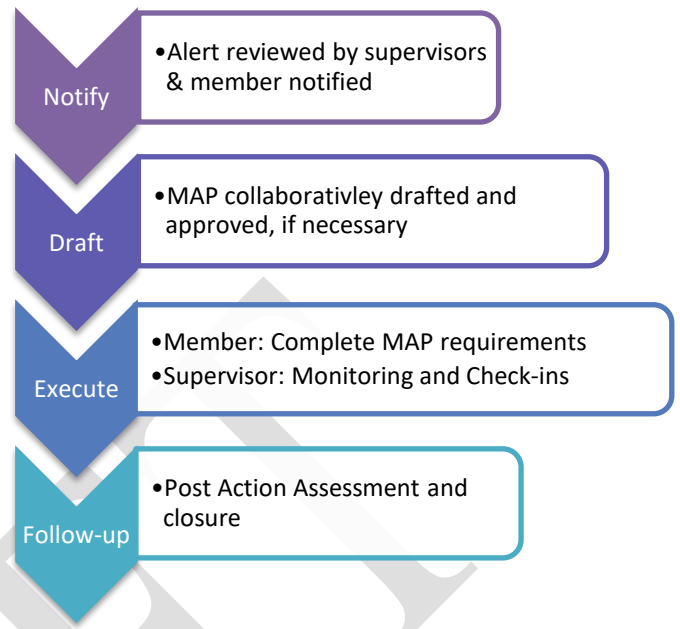 Notify
•Alert reviewed by supervisors
& member notified
Draft
•MAP collaborativley drafted and
approved, if necessary
Execute
•Member: Complete MAP requirements
•Supervisor: Monitoring and Check-ins
Follow-up
•Post Action Assessment and
closure